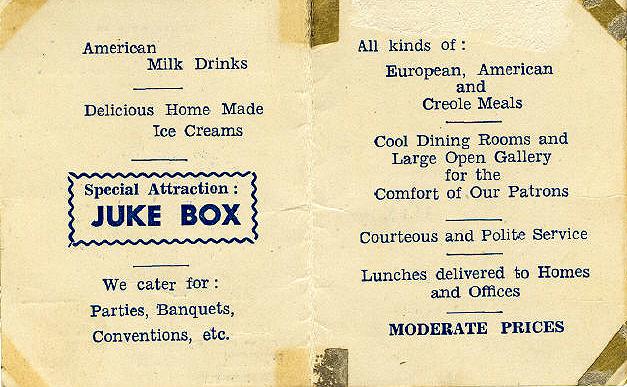 American
Milk Drinks
Delicious Home Made
Ice Creams
Special Attraction :
JUKE BOX
We cater for :
Parties, Banquets,
Conventions, etc.
All kinds of :
European, American
and
Creole Meals
Cool Dining Rooms and
Large Open Gallery
for the
Comfort of Our Patrons
Courteous and Polite Service
Lunches delivered to Homes
and Offices
MODERATE PRICES